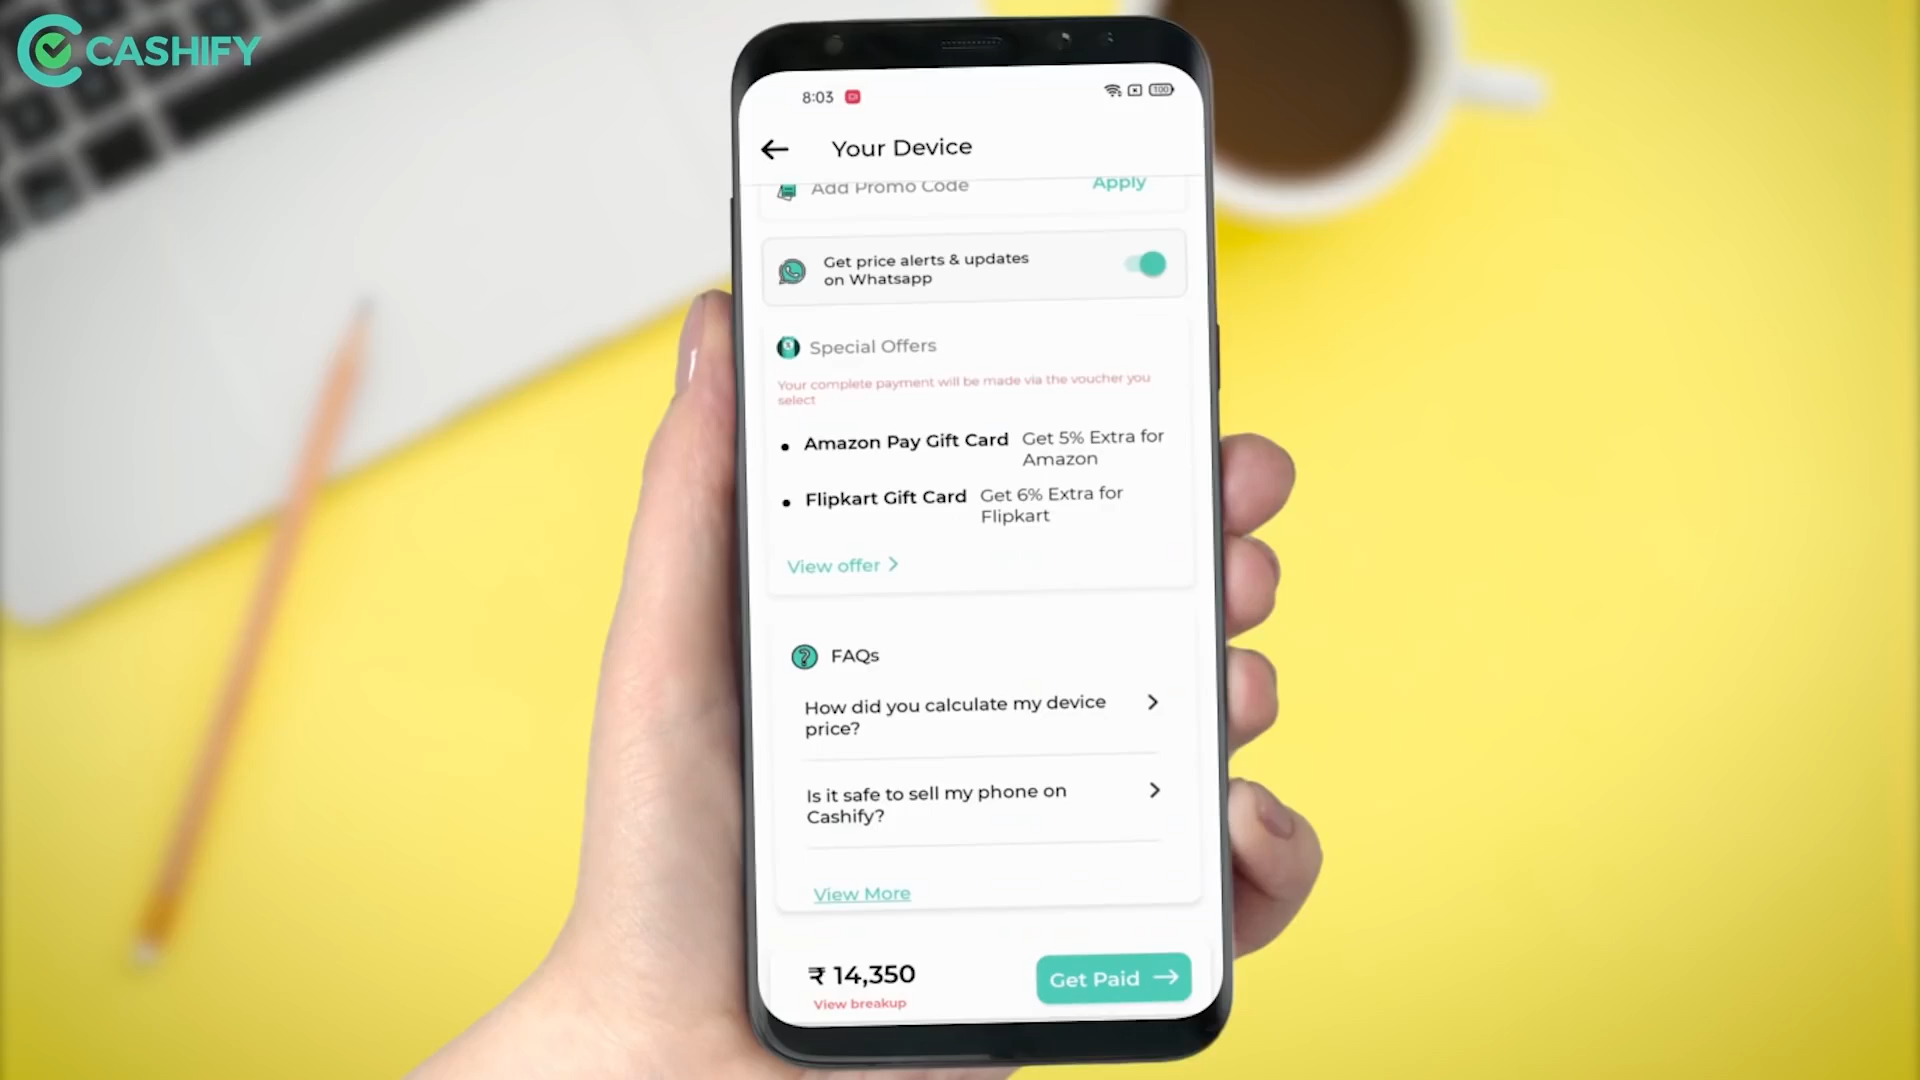 CASHIFY
8:03
100
Your Device
Add Promo Code
Apply
Get price alerts & updates
on Whatsapp
Special Offers
Your complete payment will be made via the voucher you
select
Amazon Pay Gift Card
Get 5% Extra for
Amazon
Flipkart Gift Card
Get 6% Extra for
Flipkart
View offer
FAQs
How did you calculate my device
price?
Is it safe to sell my phone on
Cashify?
View More
₹ 14,350
View breakup
Get Paid